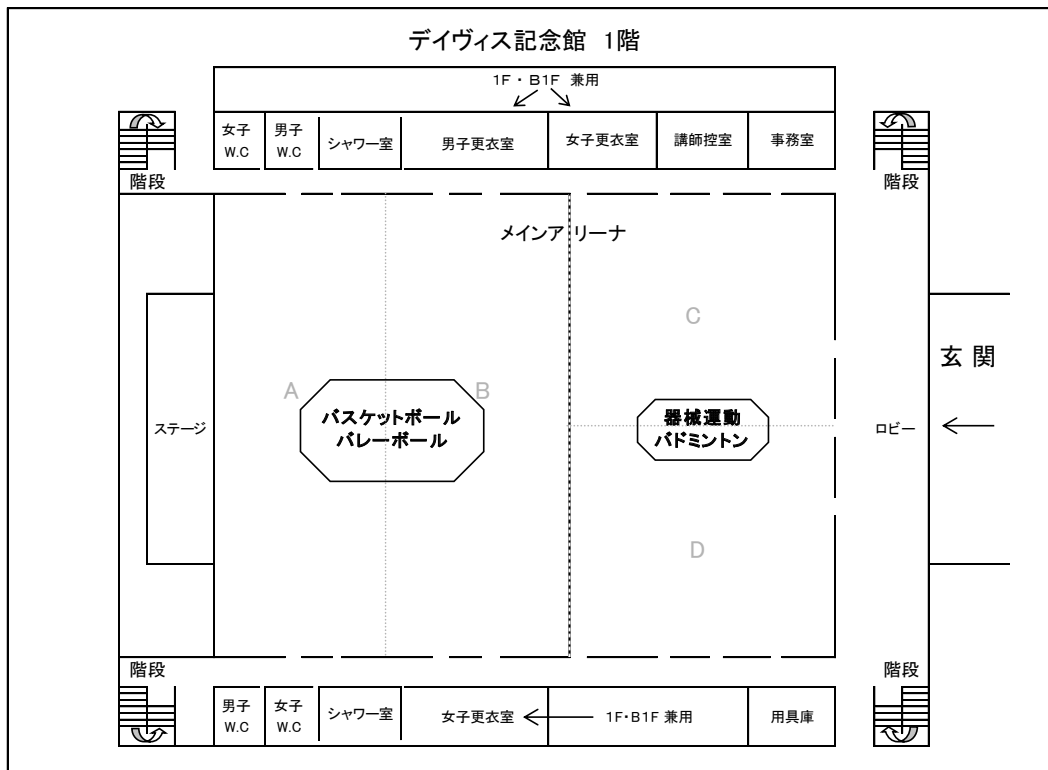 デイヴィス記念館 1階
1F・B1F 兼用
女子
W.C
男子
W.C
シャワー室
男子更衣室
女子更衣室
講師控室
事務室
階段
階段
メインアリーナ
C
玄関
A
B
バスケットボール
バレーボール
器械運動
バドミントン
ステージ
ロビー
D
階段
階段
男子
W.C
女子
W.C
シャワー室
女子更衣室
1F・B1F 兼用
用具庫